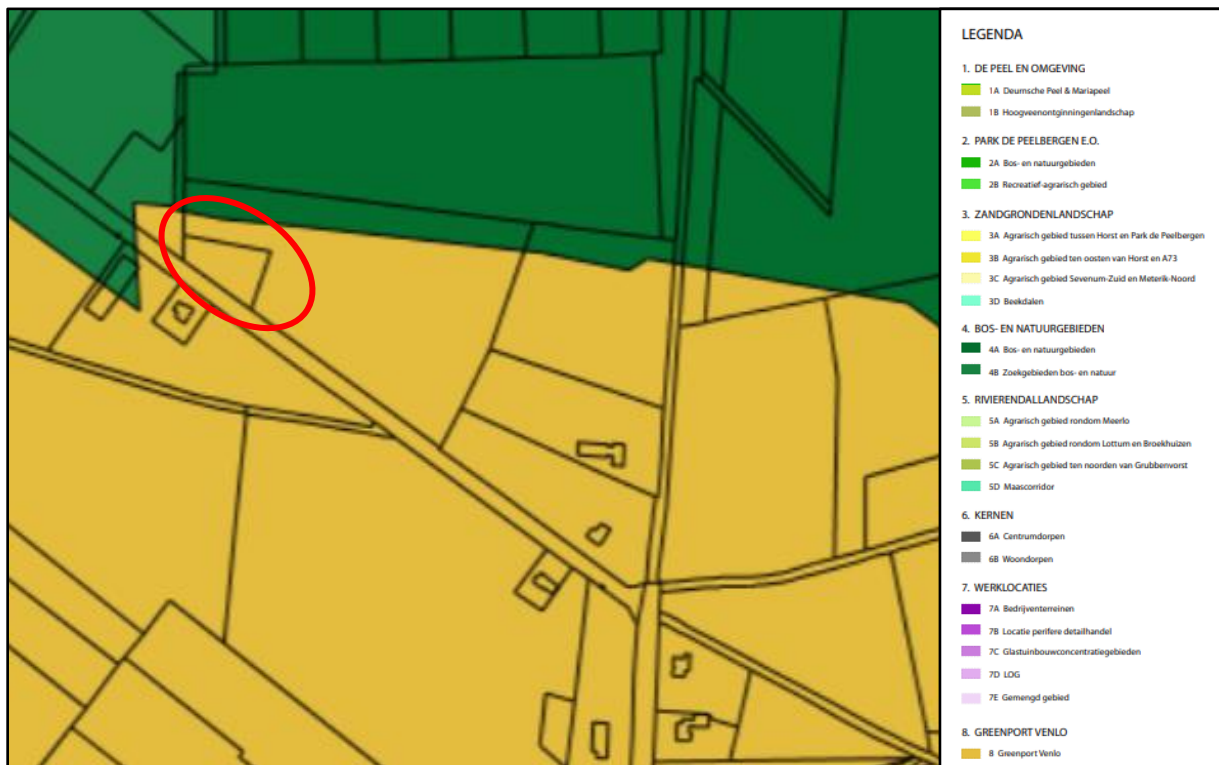 LEGENDA
1. DE PEEL EN OMGEVING
1A Deurnsche Peel & Mariapeel
1B Hoogveenontginningenlandschap
2. PARK DE PEELBERGEN E.O.
2A Bos- en natuurgebieden
2B Recreatief-agrarisch gebied
3. ZANDGRONDENLANDSCHAP
3A Agrarisch gebied tussen Horst en Park de Peelbergen
3B Agrarisch gebied ten oosten van Horst en A73
3C Agrarisch gebied Sevenum-Zuid en Meterik-Noord
3D Beekdalen
4. BOS- EN NATUURGEBIEDEN
4A Bos- en natuurgebieden
4B Zoekgebieden bos- en natuur
5. RIVIERENDALLANDSCHAP
5A Agrarisch gebied rondom Meerlo
5B Agrarisch gebied rondom Lottum en Broekhuizen
5C Agrarisch gebied ten noorden van Grubbenvorst
5D Maascorridor
6. KERNEN
6A Centrumdorpen
6B Woondorpen
7. WERKLOCATIES
7A Bedrijventerreinen
7B Locatie perifere detailhandel
7C Glastuinbouwconcentratiegebieden
7D LOG
7E Gemengd gebied
8. GREENPORT VENLO
8 Greenport Venlo